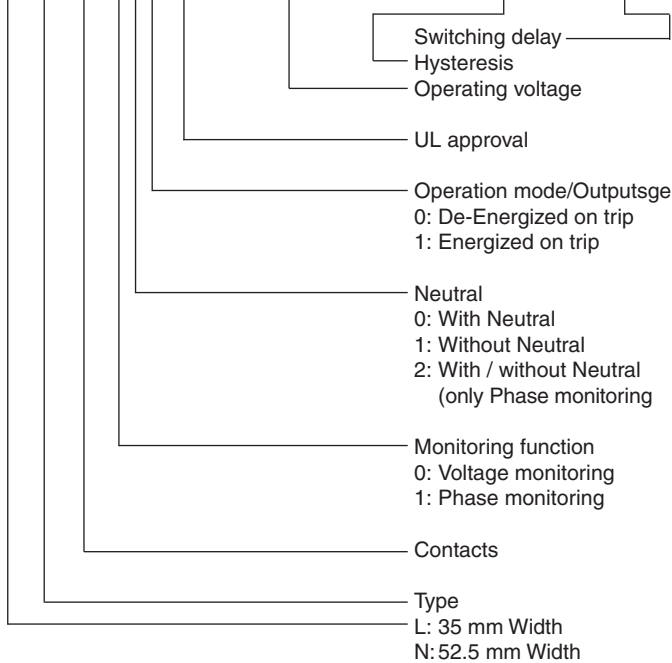 Switching delay
Hysteresis
Operating voltage
UL approval
Operation mode/Outputsge
0: De-Energized on trip
1: Energized on trip
Neutral
0: With Neutral
1: Without Neutral
2: With / without Neutral
(only Phase monitoring
Monitoring function
0: Voltage monitoring
1: Phase monitoring
Contacts
Type
L: 35 mm Width
N: 52.5 mm Width